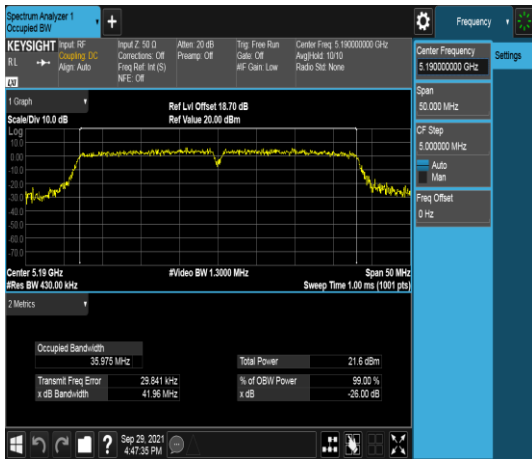 Spectrum Analyzer 1
Occupied BW
Frequency
KEYSIGHT
RL
LXI
Input: RF
Coupling: DC
Align: Auto
Input Z: 50 Ω
Corrections: Off
Freq Ref: Int (S)
NFE: Off
Atten: 20 dB
Preamp: Off
Trig: Free Run
Gate: Off
#IF Gain: Low
Center Freq: 5.190000000 GHz
Avg|Hold: 10/10
Radio Std: None
Center Frequency
5.190000000 GHz
Settings
Span
50.000 MHz
CF Step
5.000000 MHz
Auto
Man
Freq Offset
0 Hz
1 Graph
Scale/Div 10.0 dB
Ref Lvl Offset 18.70 dB
Ref Value 20.00 dBm
Log
10.0
0.00
-10.0
-20.0
-30.0
-40.0
-50.0
-60.0
-70.0
Center 5.19 GHz
#Res BW 430.00 kHz
#Video BW 1.3000 MHz
Span 50 MHz
Sweep Time 1.00 ms (1001 pts)
2 Metrics
Occupied Bandwidth
35.975 MHz
Total Power
21.6 dBm
Transmit Freq Error
29.841 kHz
% of OBW Power
99.00 %
x dB Bandwidth
41.96 MHz
x dB
-26.00 dB
Sep 29, 2021
4:47:35 PM